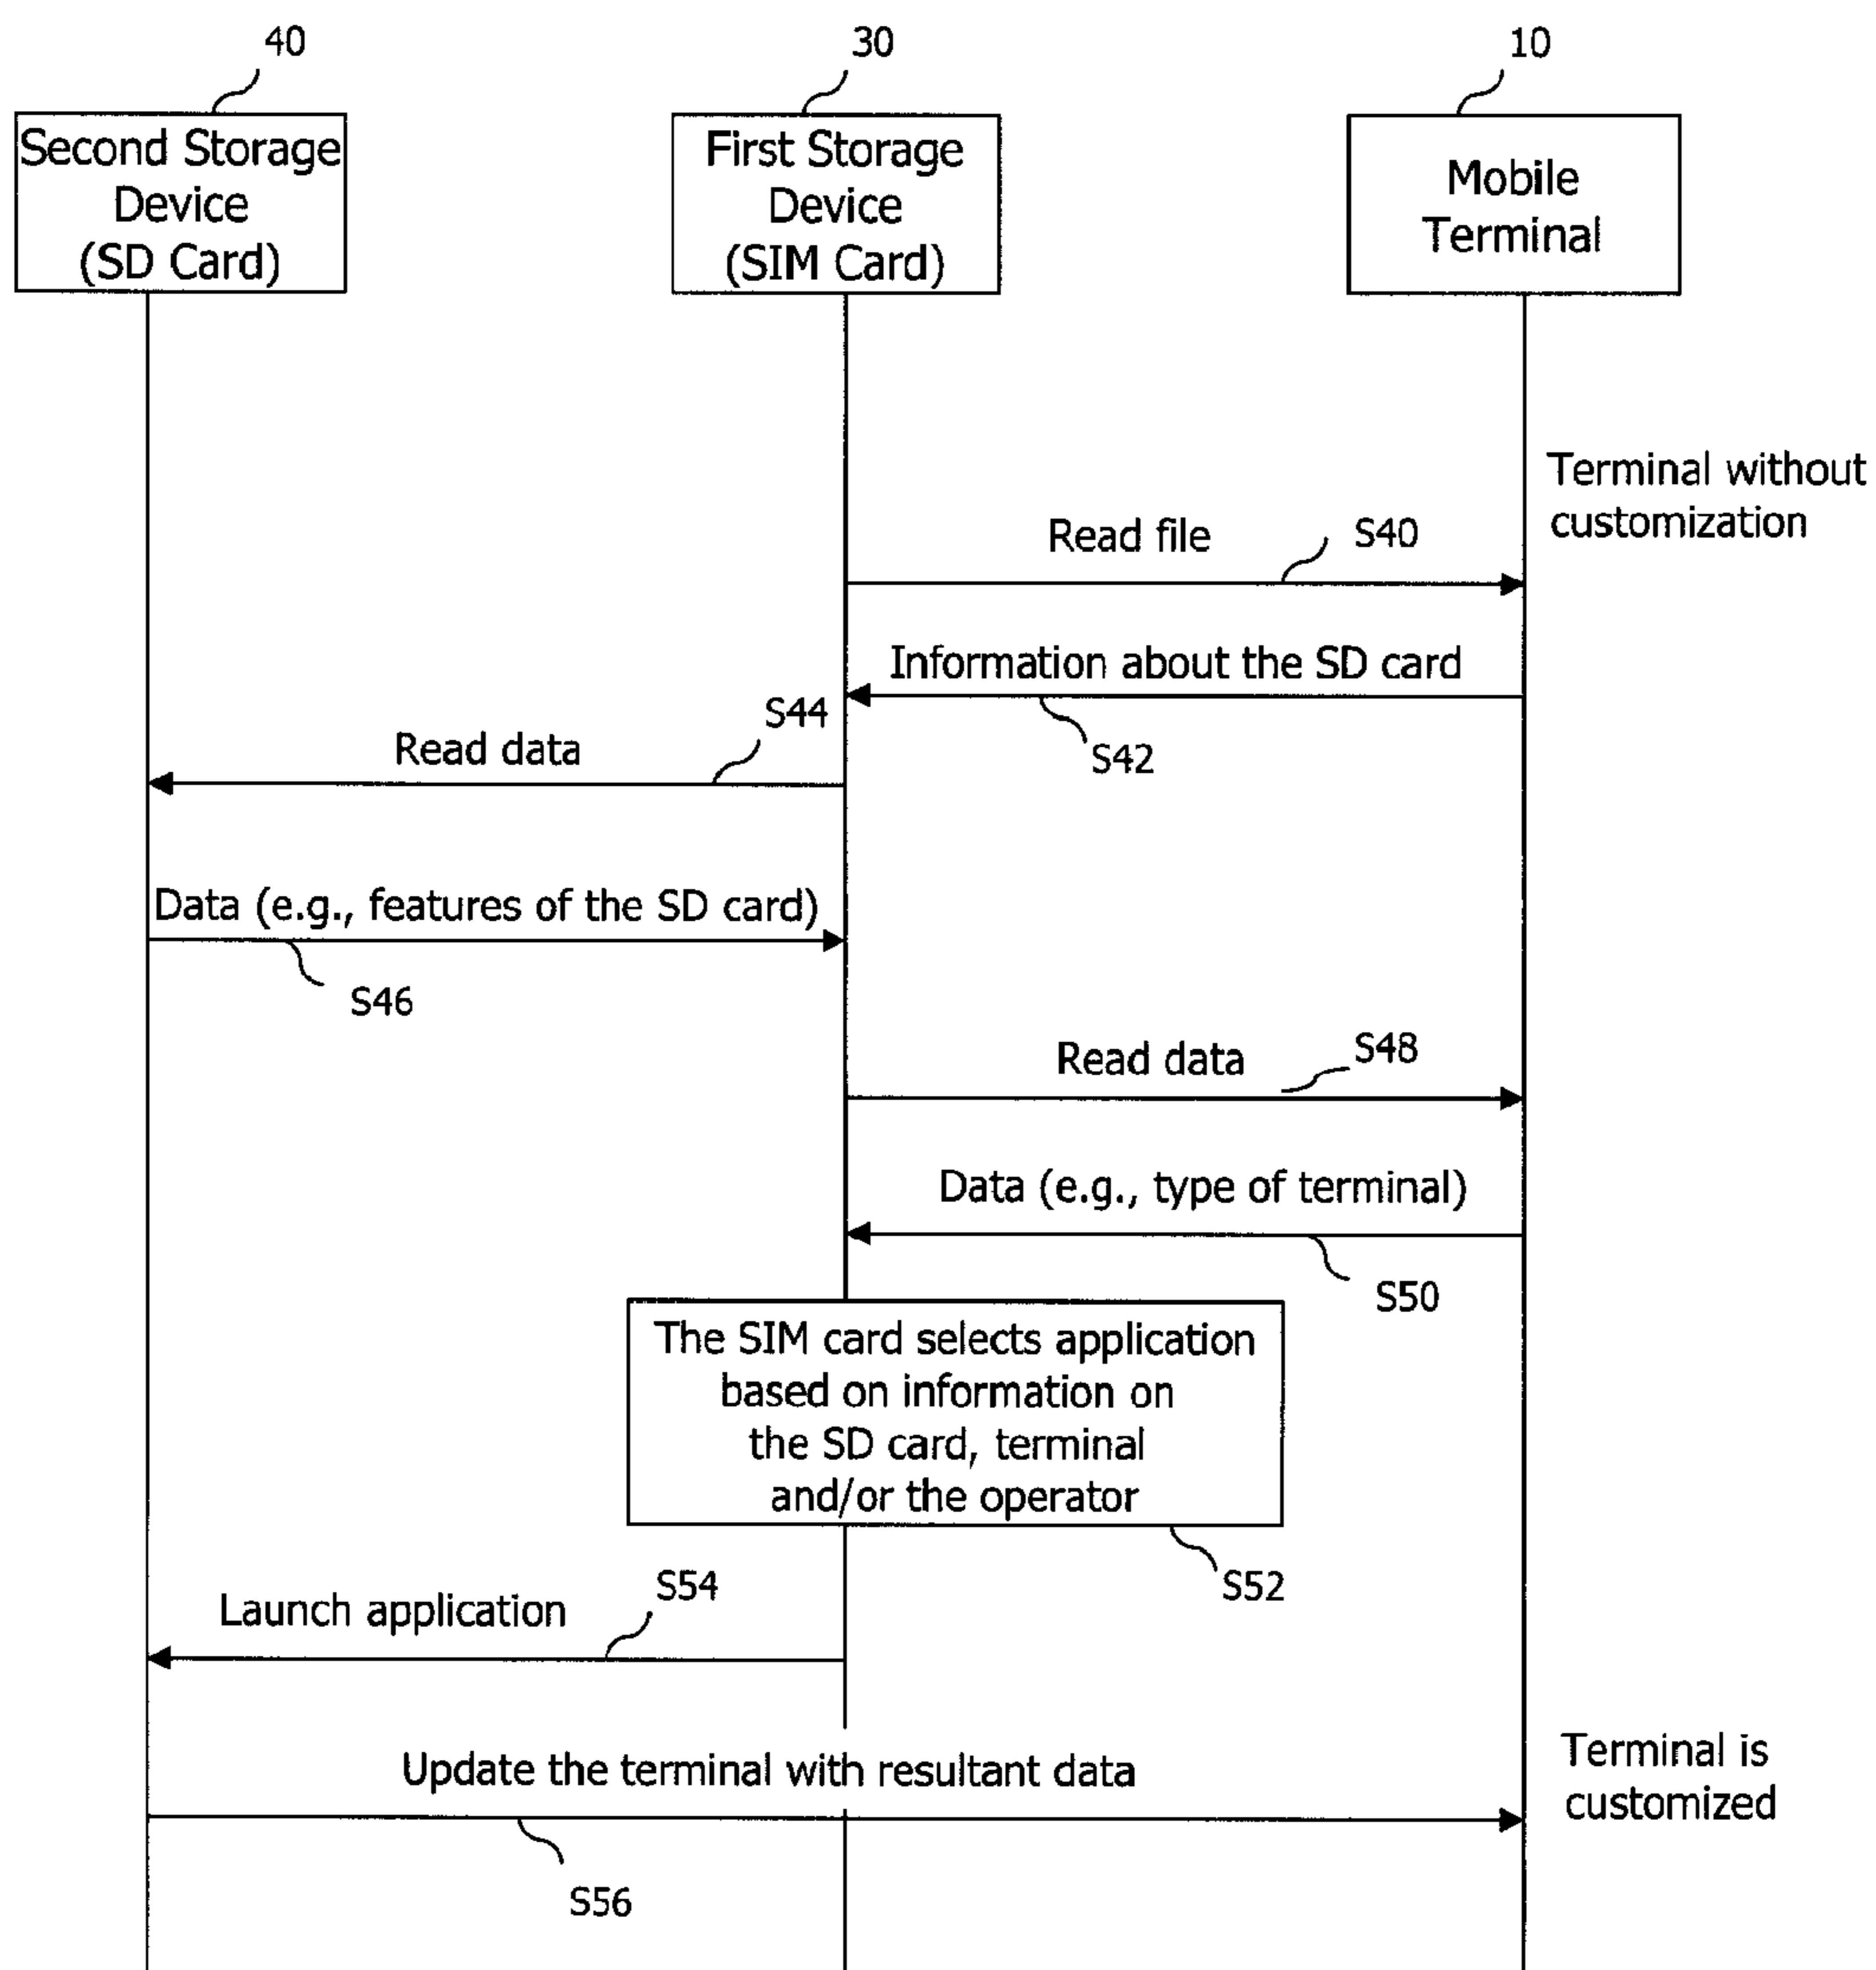 40
30
10
Second Storage
Device
(SD Card)
First Storage
Device
(SIM Card)
Mobile
Terminal
Terminal without
customization
Read file
S40
Information about the SD card
S42
S44
Read data
Data (e.g., features of the SD card)
S46
Read data
S48
Data (e.g., type of terminal)
S50
The SIM card selects application
based on information on
the SD card, terminal
and/or the operator
S52
S54
Launch application
Update the terminal with resultant data
Terminal is
customized
S56